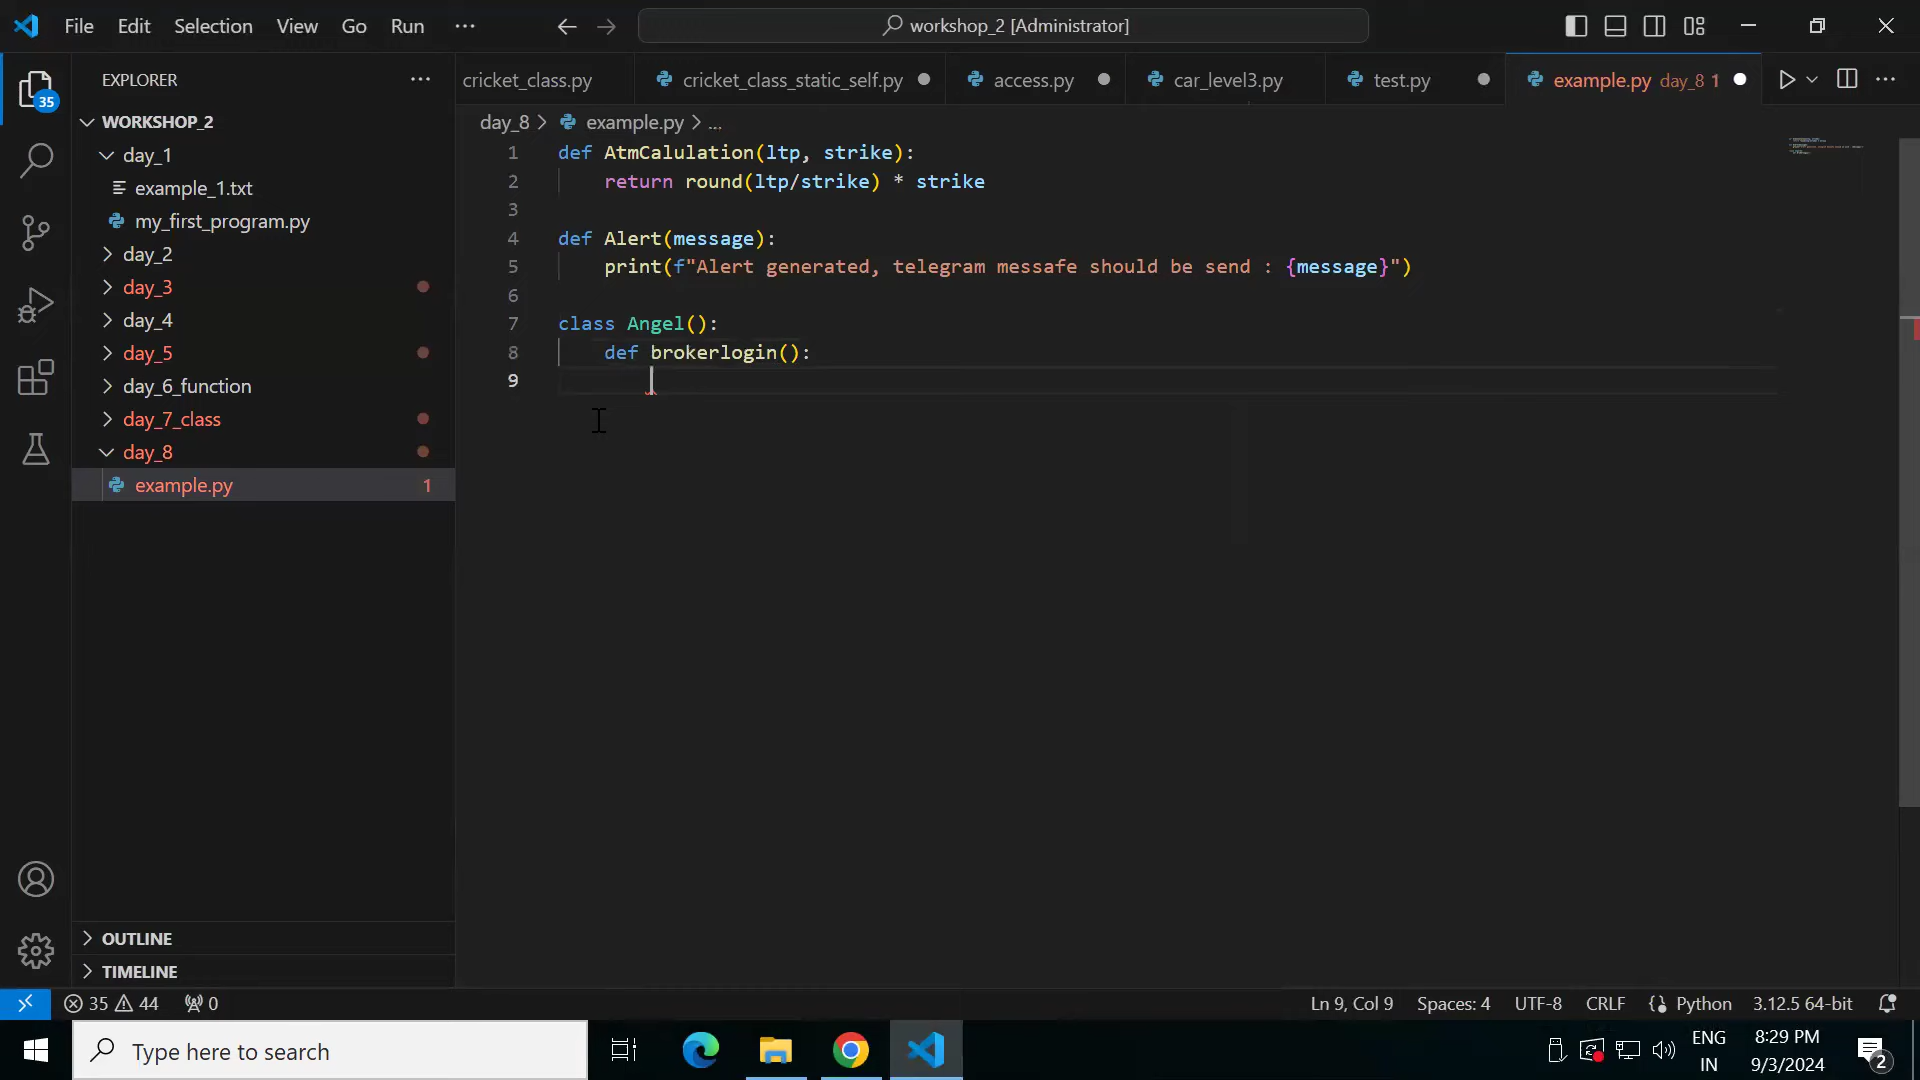 File Edit Selection View Go Run ···
workshop_2 [Administrator]
EXPLORER ···
cricket_class.py cricket_class_static_self.py access.py car_level3.py test.py example.py day_8 1
35
WORKSHOP_2
day_1
example_1.txt
my_first_program.py
day_2
day_3
day_4
day_5
day_6_function
day_7_class
day_8
example.py 1
OUTLINE
TIMELINE
day_8 > example.py > ...
1 def AtmCalulation(ltp, strike):
2 return round(ltp/strike) * strike
3
4 def Alert(message):
5 print(f"Alert generated, telegram messafe should be send : {message}")
6
7 class Angel():
8 def brokerlogin():
9
35 44 0
Ln 9, Col 9 Spaces: 4 UTF-8 CRLF {} Python 3.12.5 64-bit
Type here to search
ENG
IN
8:29 PM
9/3/2024
2